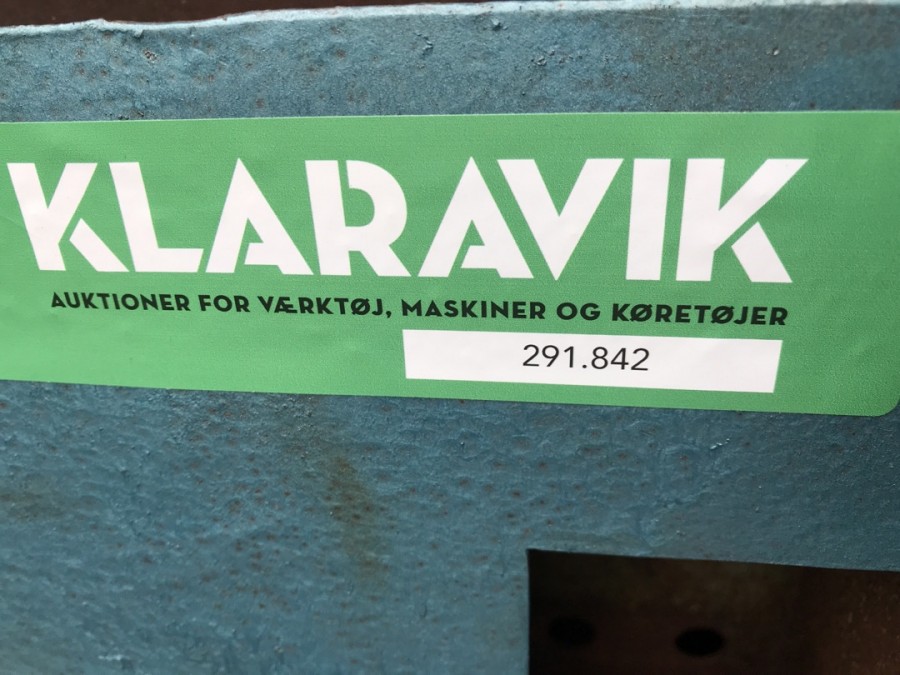 KLARAVIK
AUKTIONER FOR VÆRKTØJ, MASKINER OG KØRETØJER
291.842